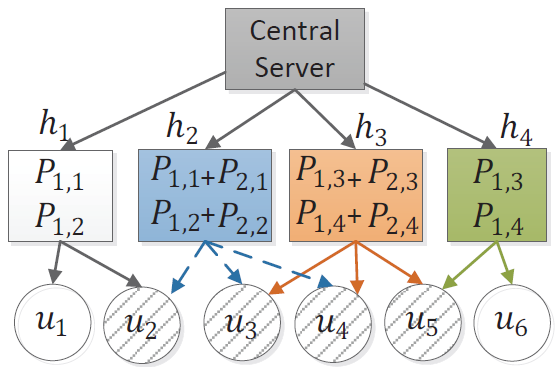 Central
Server
h₁
h₂
h₃
h₄
P₁,₁
P₁,₂
P₁,₁+P₂,₁
P₁,₂+P₂,₂
P₁,₃+P₂,₃
P₁,₄+P₂,₄
P₁,₃
P₁,₄
u₁
u₂
u₃
u₄
u₅
u₆